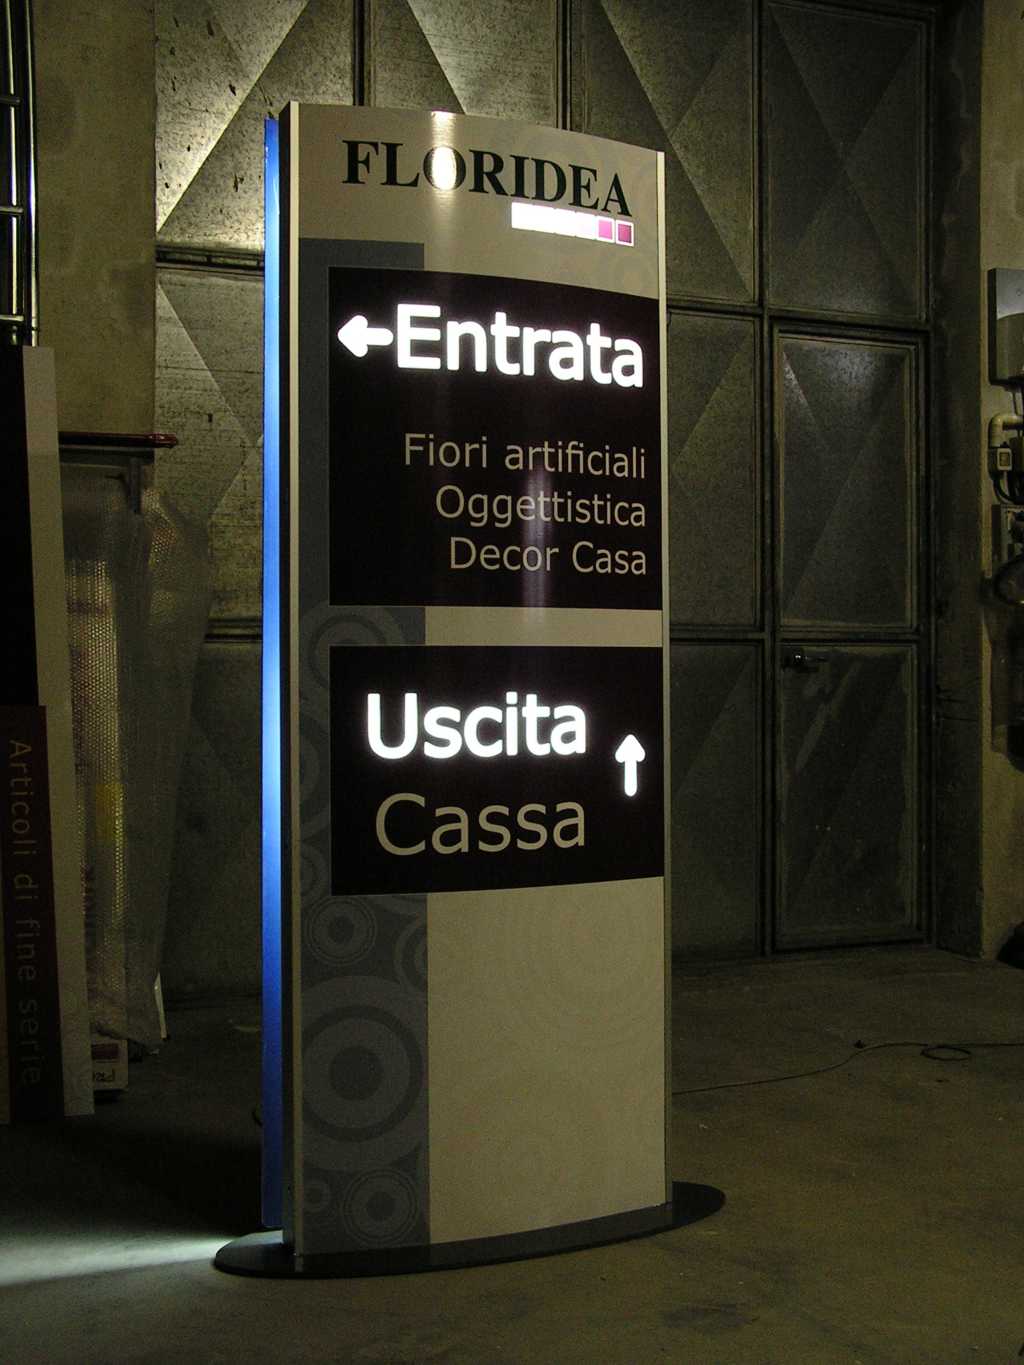 FLORIDEA
Entrata
Fiori artificiali
Oggettistica
Decor Casa
Uscita
Cassa
Articoli di fine serie